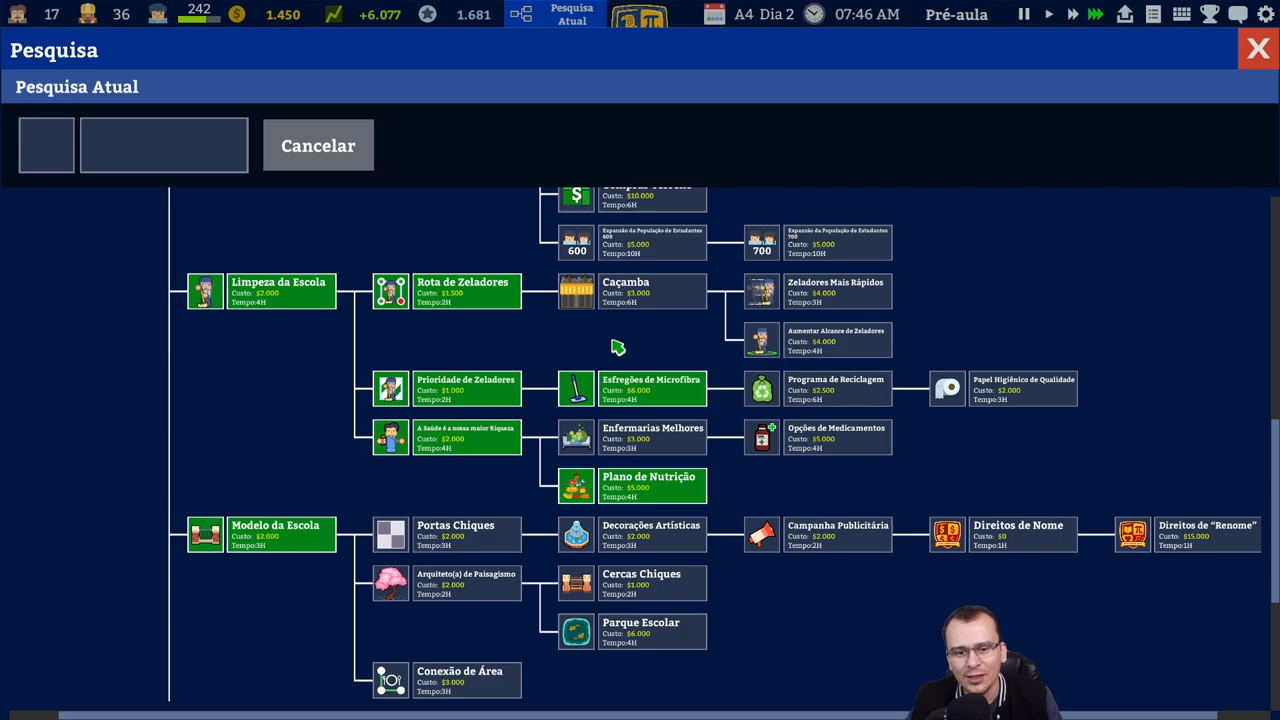 17 36 242 1.450 +6.077 1.681 Pesquisa Atual A4 Dia 2 07:46 AM Pré-aula
Pesquisa
X
Pesquisa Atual
Cancelar
$
Custo: $10.000
Tempo:6H
600
Expansão da População de Estudantes
600
Custo: $5.000
Tempo:10H
700
Expansão da População de Estudantes
700
Custo: $5.000
Tempo:10H
Limpeza da Escola
Custo: $2.000
Tempo:4H
Rota de Zeladores
Custo: $1.500
Tempo:2H
Caçamba
Custo: $3.000
Tempo:6H
Zeladores Mais Rápidos
Custo: $4.000
Tempo:3H
Aumentar Alcance de Zeladores
Custo: $4.000
Tempo:4H
Prioridade de Zeladores
Custo: $1.000
Tempo:2H
Esfregões de Microfibra
Custo: $6.000
Tempo:4H
Programa de Reciclagem
Custo: $2.500
Tempo:6H
Papel Higiênico de Qualidade
Custo: $2.000
Tempo:3H
A Saúde é a nossa maior Riqueza
Custo: $2.000
Tempo:4H
Enfermarias Melhores
Custo: $3.000
Tempo:3H
Opções de Medicamentos
Custo: $5.000
Tempo:4H
Plano de Nutrição
Custo: $5.000
Tempo:4H
Modelo da Escola
Custo: $2.000
Tempo:3H
Portas Chiques
Custo: $2.000
Tempo:3H
Decorações Artísticas
Custo: $2.000
Tempo:3H
Campanha Publicitária
Custo: $2.000
Tempo:2H
Direitos de Nome
Custo: $0
Tempo:1H
Direitos de “Renome”
Custo: $15.000
Tempo:1H
Arquiteto(a) de Paisagismo
Custo: $2.000
Tempo:2H
Cercas Chiques
Custo: $1.000
Tempo:2H
Parque Escolar
Custo: $6.000
Tempo:4H
Conexão de Área
Custo: $3.000
Tempo:3H